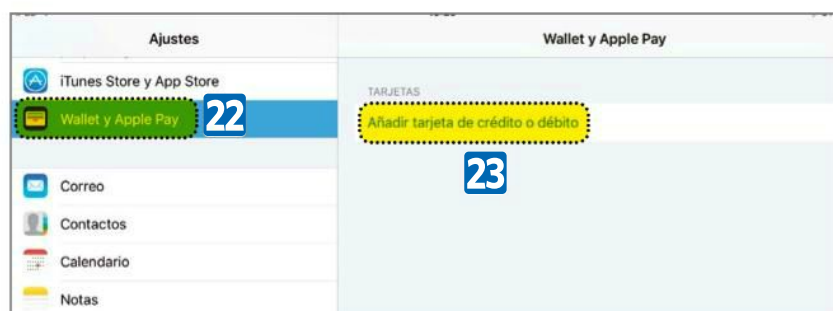 Ajustes
Wallet y Apple Pay
iTunes Store y App Store
Wallet y Apple Pay
22
Correo
Contactos
Calendario
Notas
TARJETAS
Añadir tarjeta de crédito o débito
23